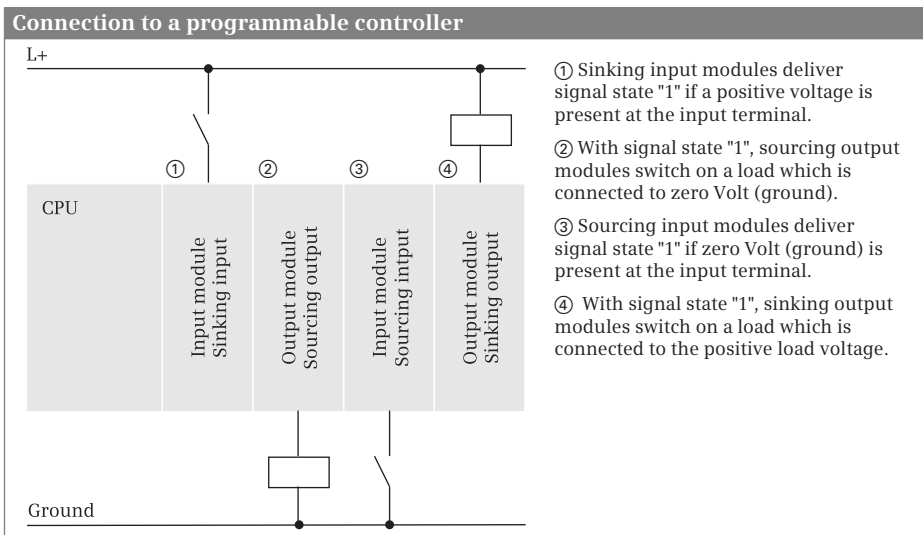 Connection to a programmable controller
L+
① Sinking input modules deliver
signal state "1" if a positive voltage is
present at the input terminal.
② With signal state "1", sourcing output
modules switch on a load which is
connected to zero Volt (ground).
③ Sourcing input modules deliver
signal state "1" if zero Volt (ground) is
present at the input terminal.
④ With signal state "1", sinking output
modules switch on a load which is
connected to the positive load voltage.
① ② ③ ④
CPU
Input module
Sinking input
Output module
Sourcing output
Input module
Sourcing intput
Output module
Sinking output
Ground